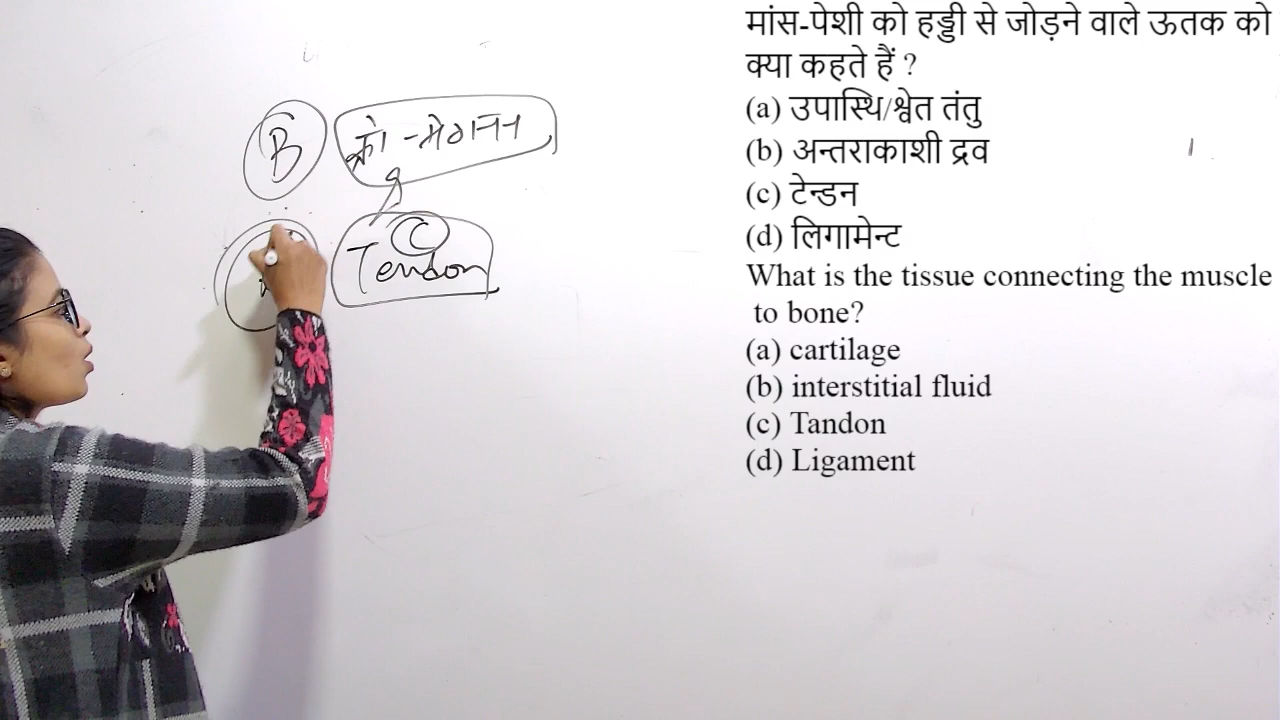 B
Tendon
C
मांस-पेशी को हड्डी से जोड़ने वाले ऊतक को
क्या कहते हैं ?
(a) उपास्थि/श्वेत तंतु
(b) अन्तराकाशी द्रव
(c) टेन्डन
(d) लिगामेन्ट
What is the tissue connecting the muscle
to bone?
(a) cartilage
(b) interstitial fluid
(c) Tandon
(d) Ligament